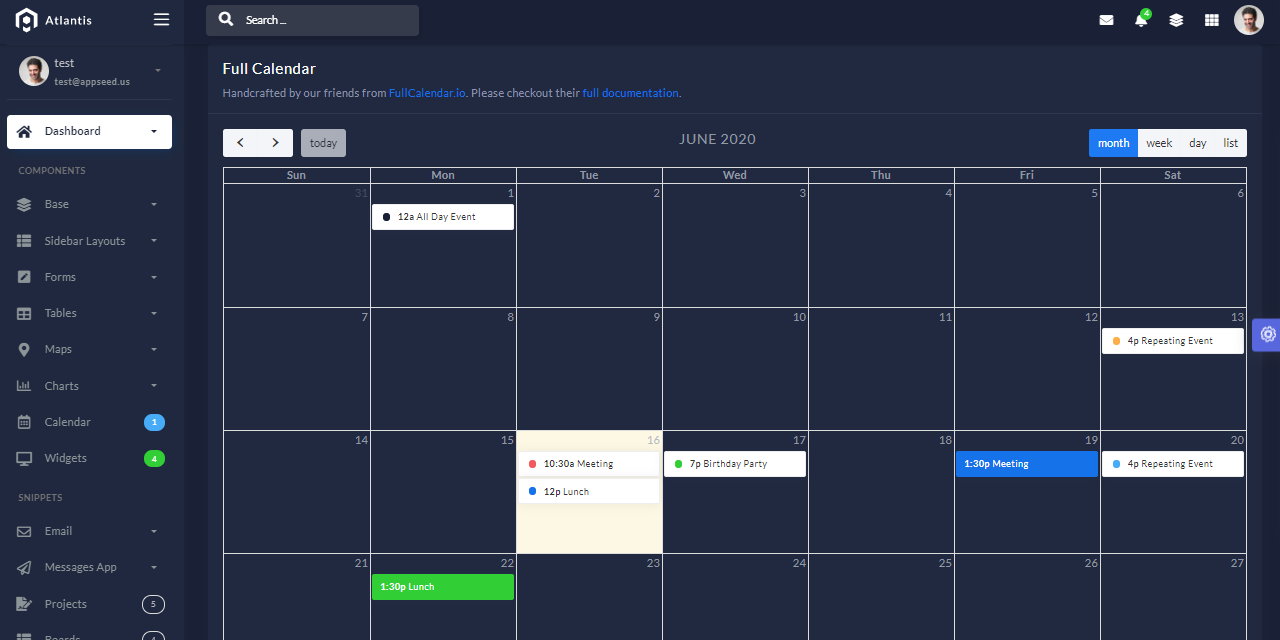 Atlantis
Search ...
4
test
test@appseed.us
Dashboard
COMPONENTS
Base
Sidebar Layouts
Forms
Tables
Maps
Charts
Calendar 1
Widgets 4
SNIPPETS
Email
Messages App
Projects 5
Boards 4
Full Calendar
Handcrafted by our friends from FullCalendar.io. Please checkout their full documentation.
today
JUNE 2020
month week day list
Sun Mon Tue Wed Thu Fri Sat
31 1 2 3 4 5 6
12a All Day Event
7 8 9 10 11 12 13
4p Repeating Event
14 15 16 17 18 19 20
10:30a Meeting 7p Birthday Party 1:30p Meeting 4p Repeating Event
12p Lunch
21 22 23 24 25 26 27
1:30p Lunch